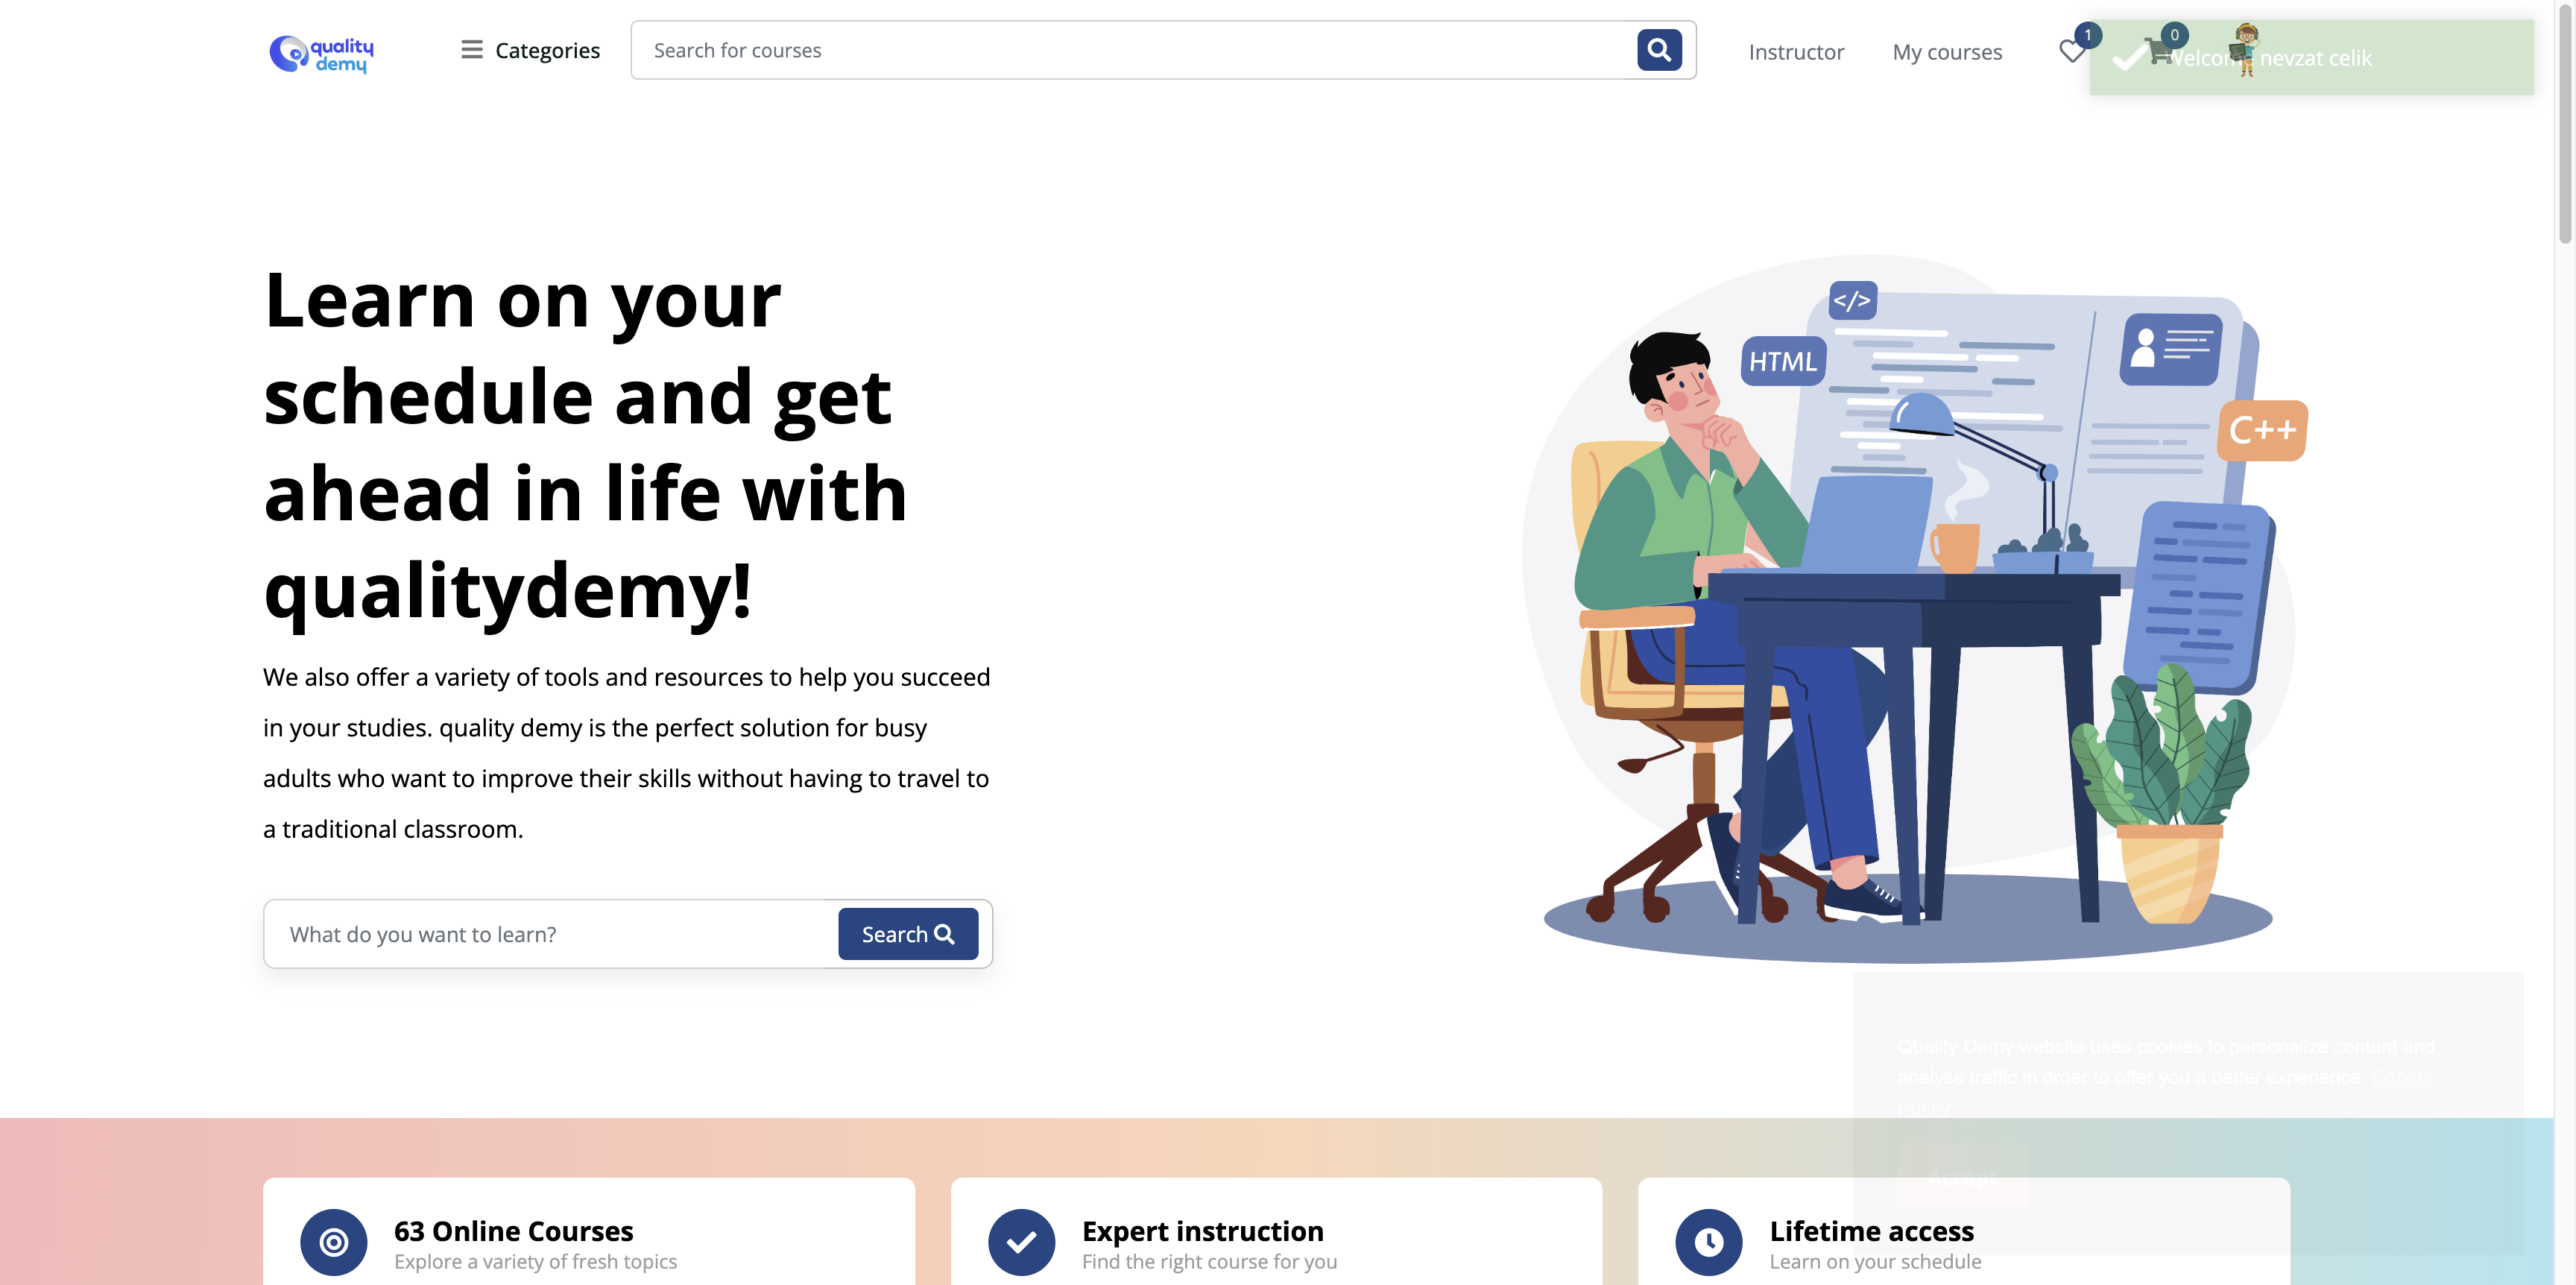 quality demy
Categories
Search for courses
Instructor
My courses
1
0
Welcome nevzat celik
Learn on your
schedule and get
ahead in life with
qualitydemy!
We also offer a variety of tools and resources to help you succeed
in your studies. quality demy is the perfect solution for busy
adults who want to improve their skills without having to travel to
a traditional classroom.
What do you want to learn?
Search
</>
HTML
C++
Quality Demy website uses cookies to personalize content and
analyse traffic in order to offer you a better experience. Cookie
policy
Accept
63 Online Courses
Explore a variety of fresh topics
Expert instruction
Find the right course for you
Lifetime access
Learn on your schedule